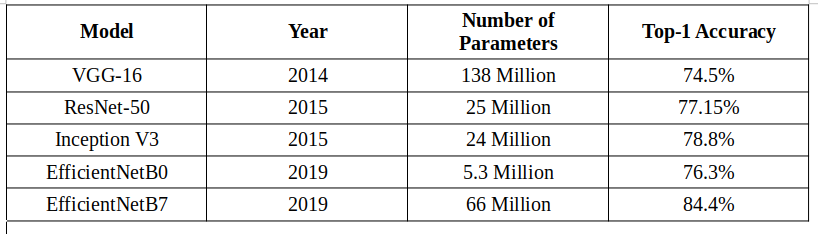 Model Year Number of Parameters Top-1 Accuracy
VGG-16 2014 138 Million 74.5%
ResNet-50 2015 25 Million 77.15%
Inception V3 2015 24 Million 78.8%
EfficientNetB0 2019 5.3 Million 76.3%
EfficientNetB7 2019 66 Million 84.4%